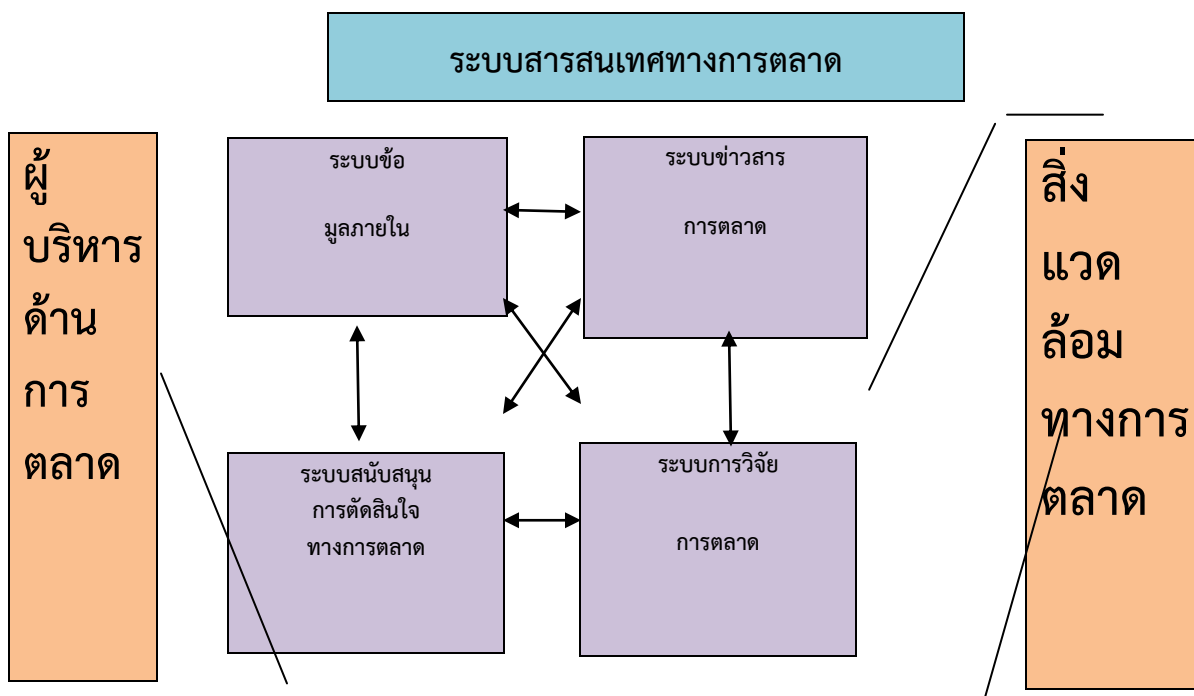 ระบบสารสนเทศทางการตลาด
ผู้
บริหาร
ด้าน
การ
ตลาด
ระบบข้อ
มูลภายใน
ระบบข่าวสาร
การตลาด
ระบบสนับสนุน
การตัดสินใจ
ทางการตลาด
ระบบการวิจัย
การตลาด
สิ่ง
แวด
ล้อม
ทางการ
ตลาด